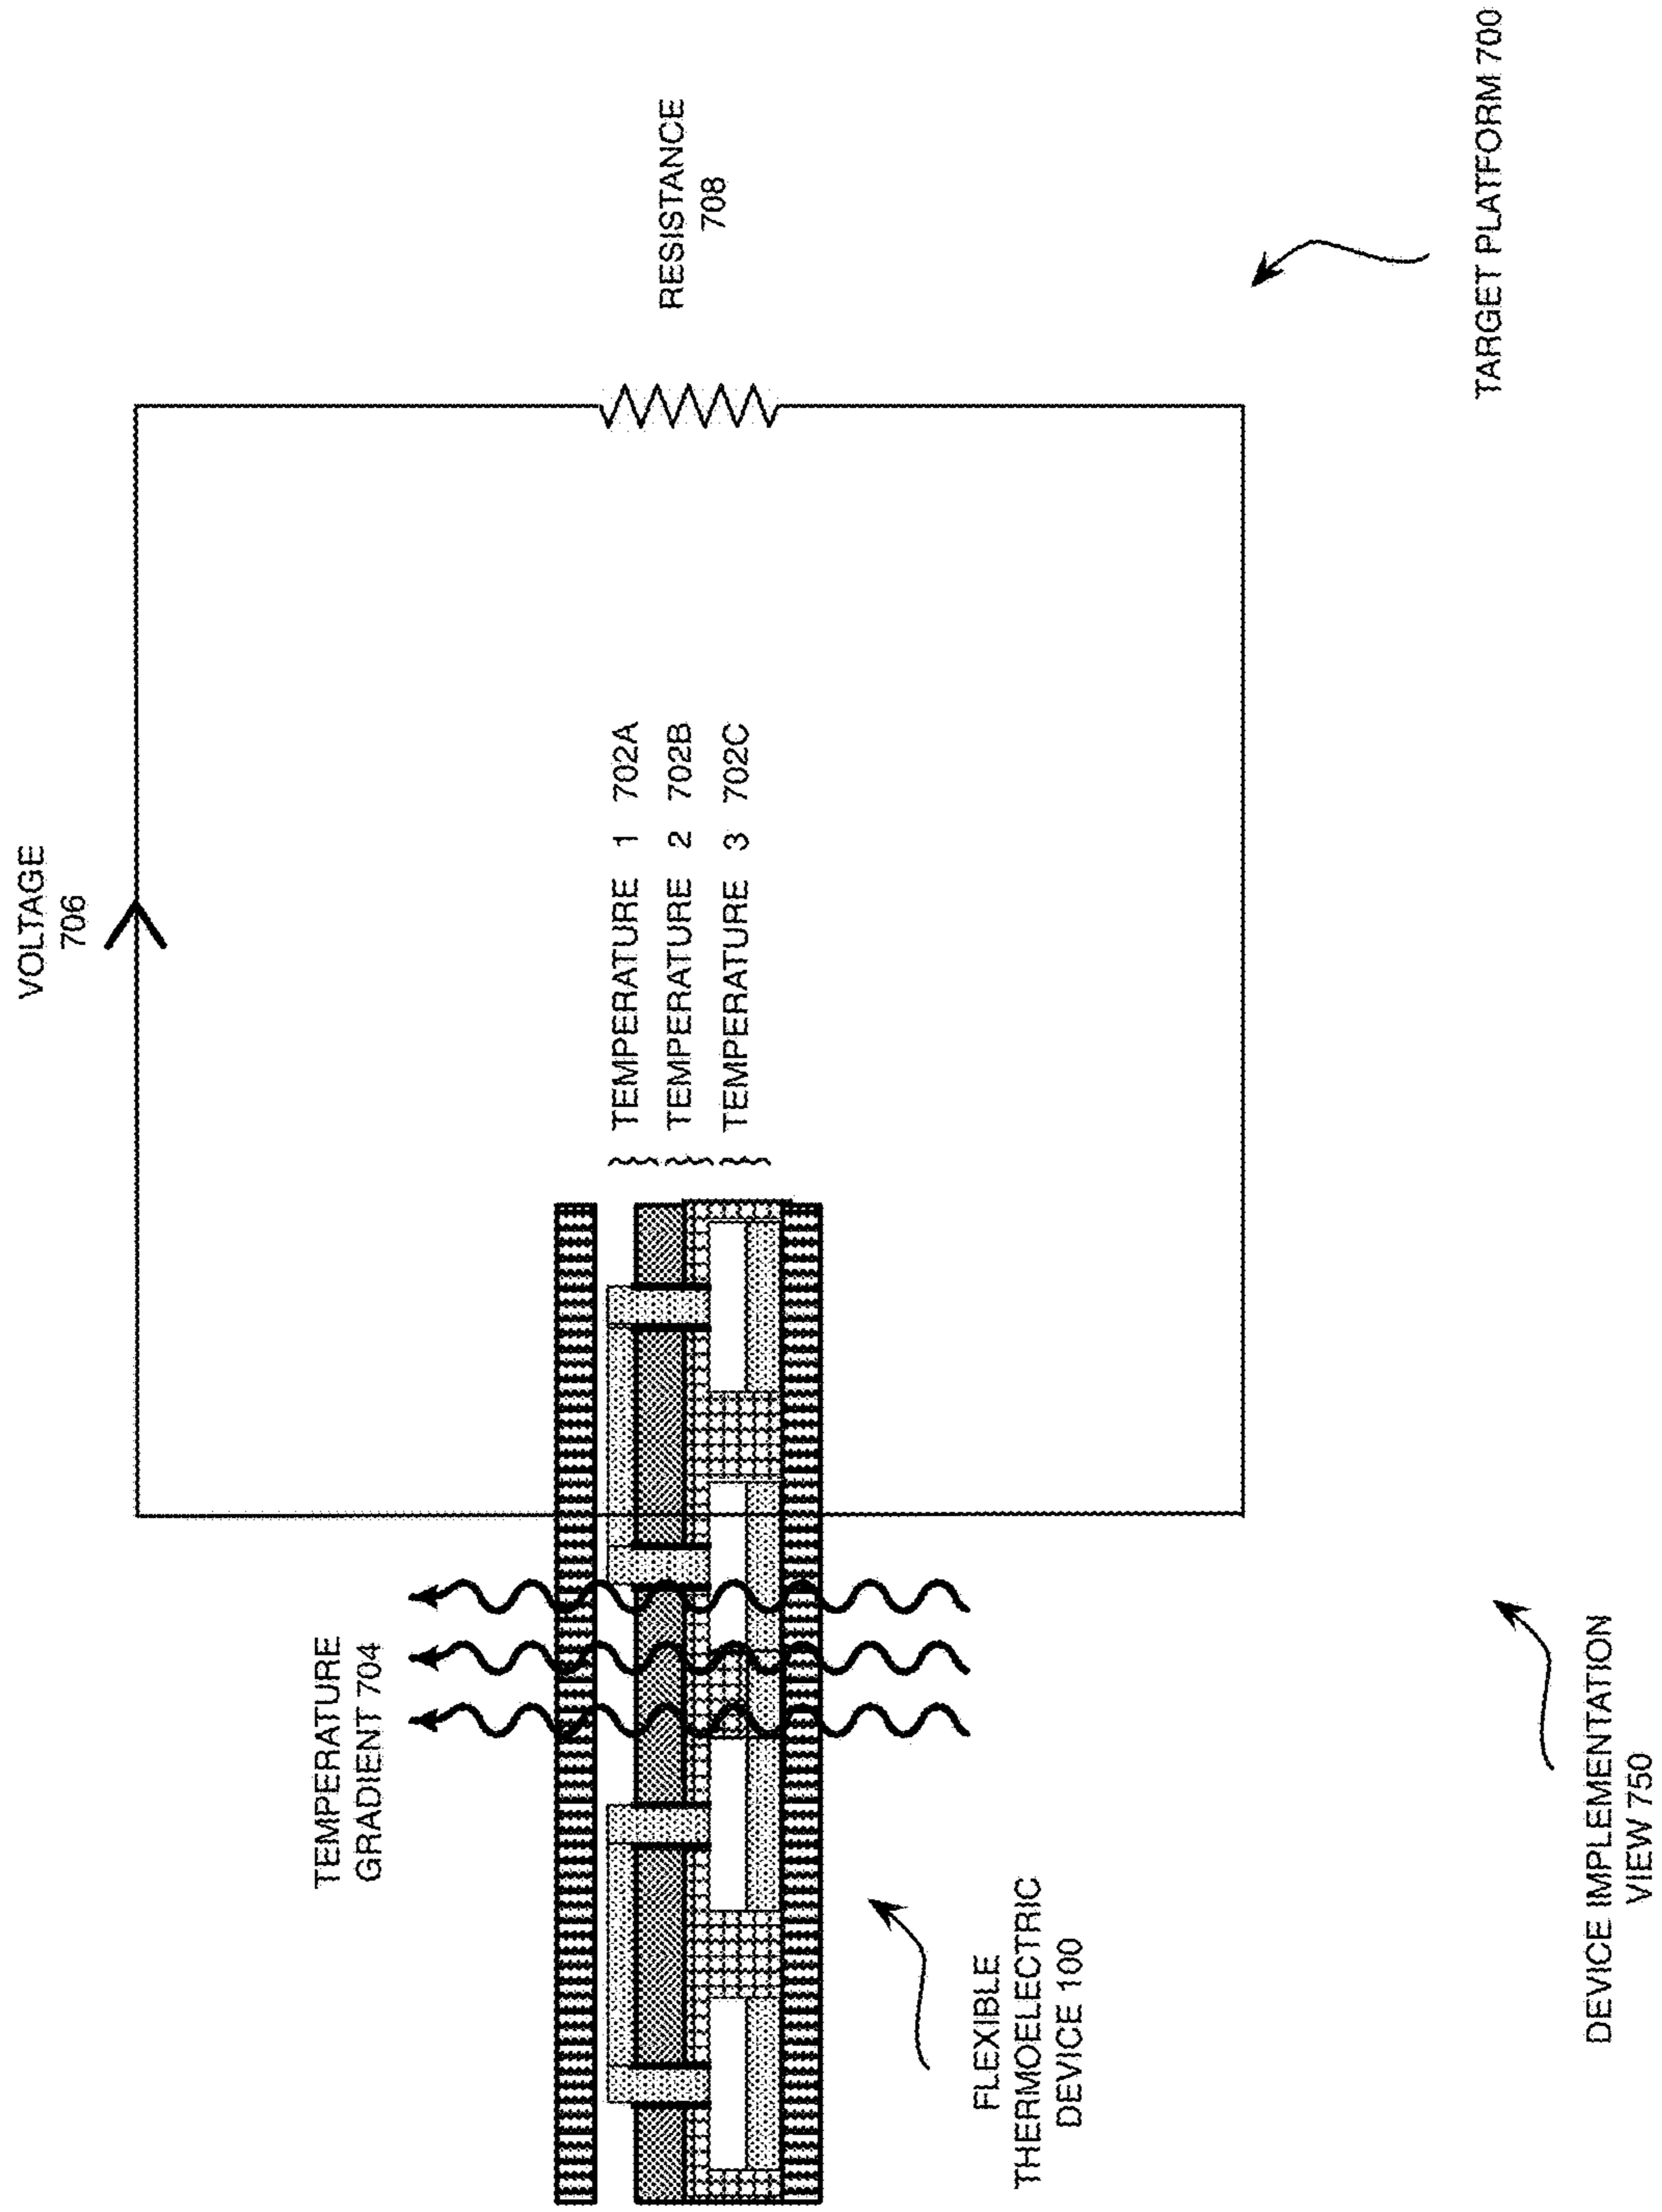 VOLTAGE
706
TEMPERATURE
GRADIENT 704
TEMPERATURE 1 702A
TEMPERATURE 2 702B
TEMPERATURE 3 702C
RESISTANCE
708
FLEXIBLE
THERMOELECTRIC
DEVICE 100
TARGET PLATFORM 700
DEVICE IMPLEMENTATION
VIEW 750